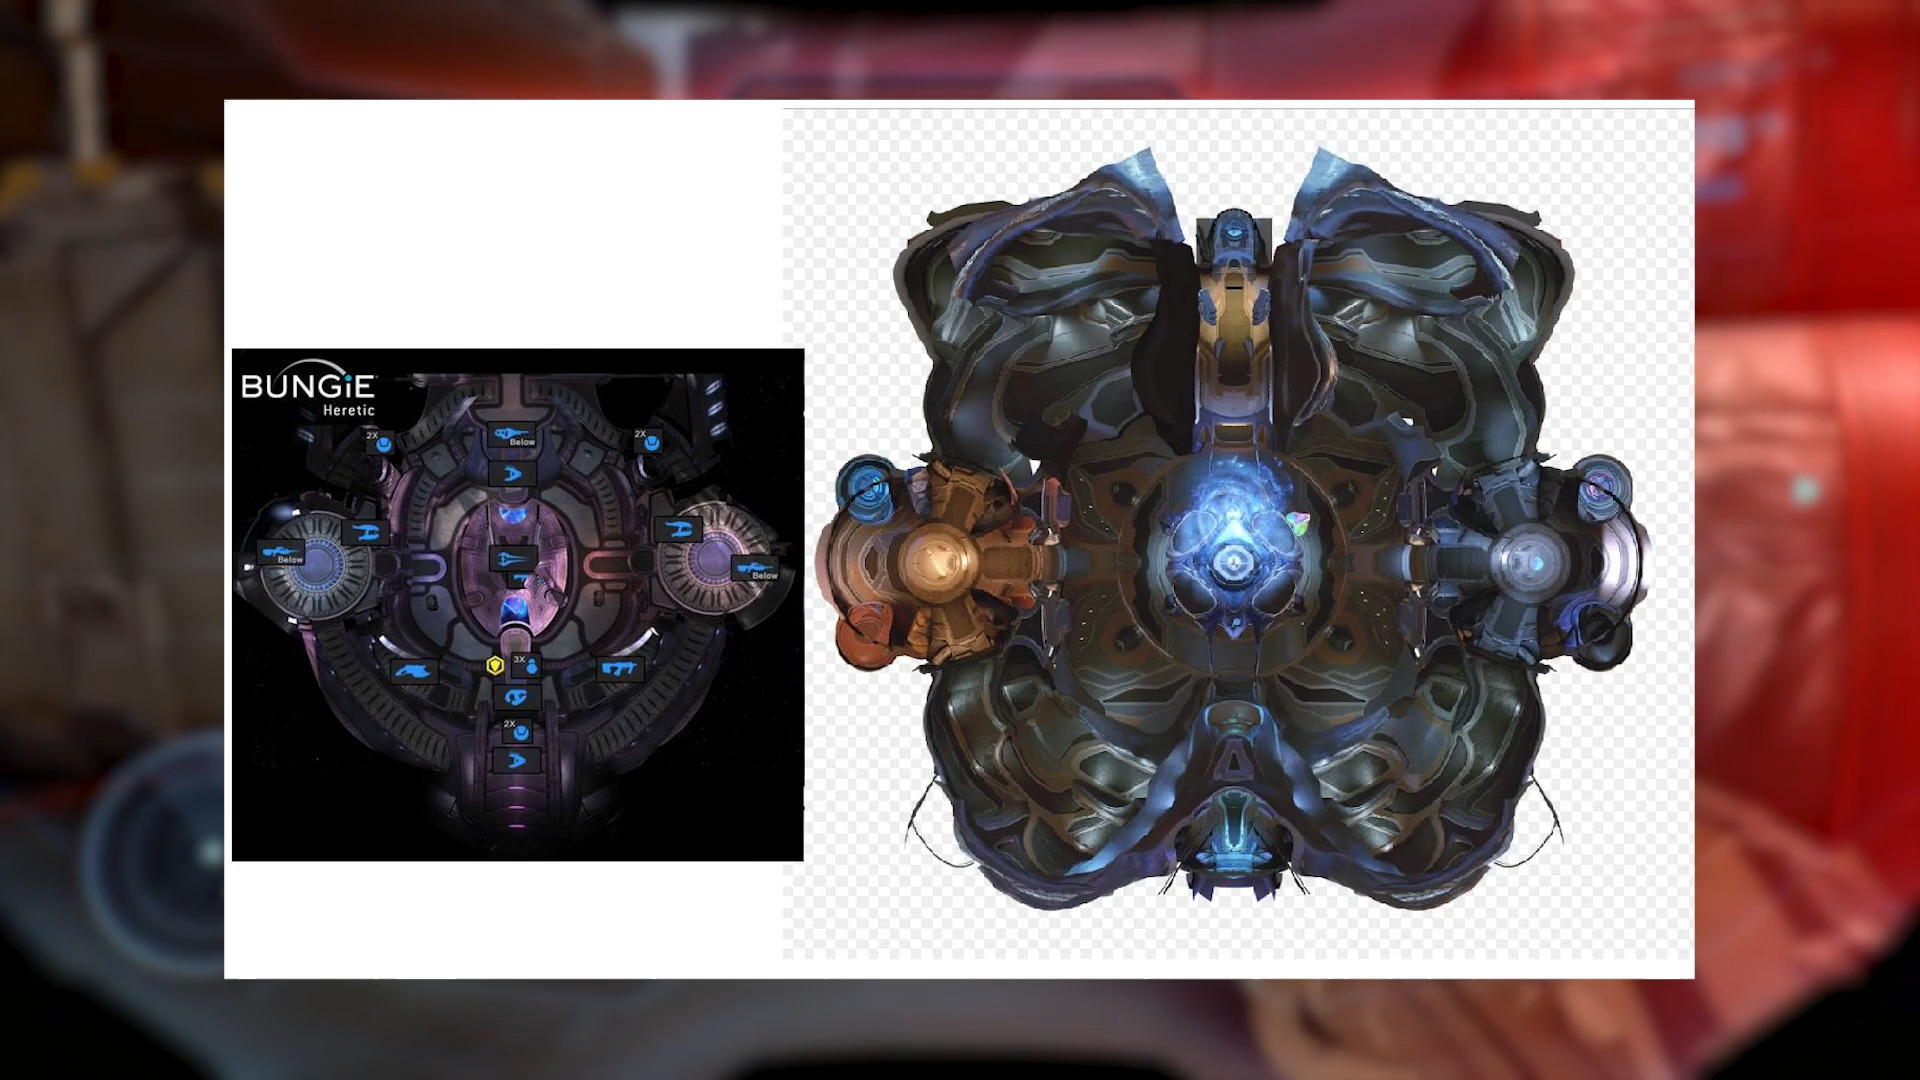 BUNGiE
Heretic
2X
2X
Below
Below
Below
3X
2X